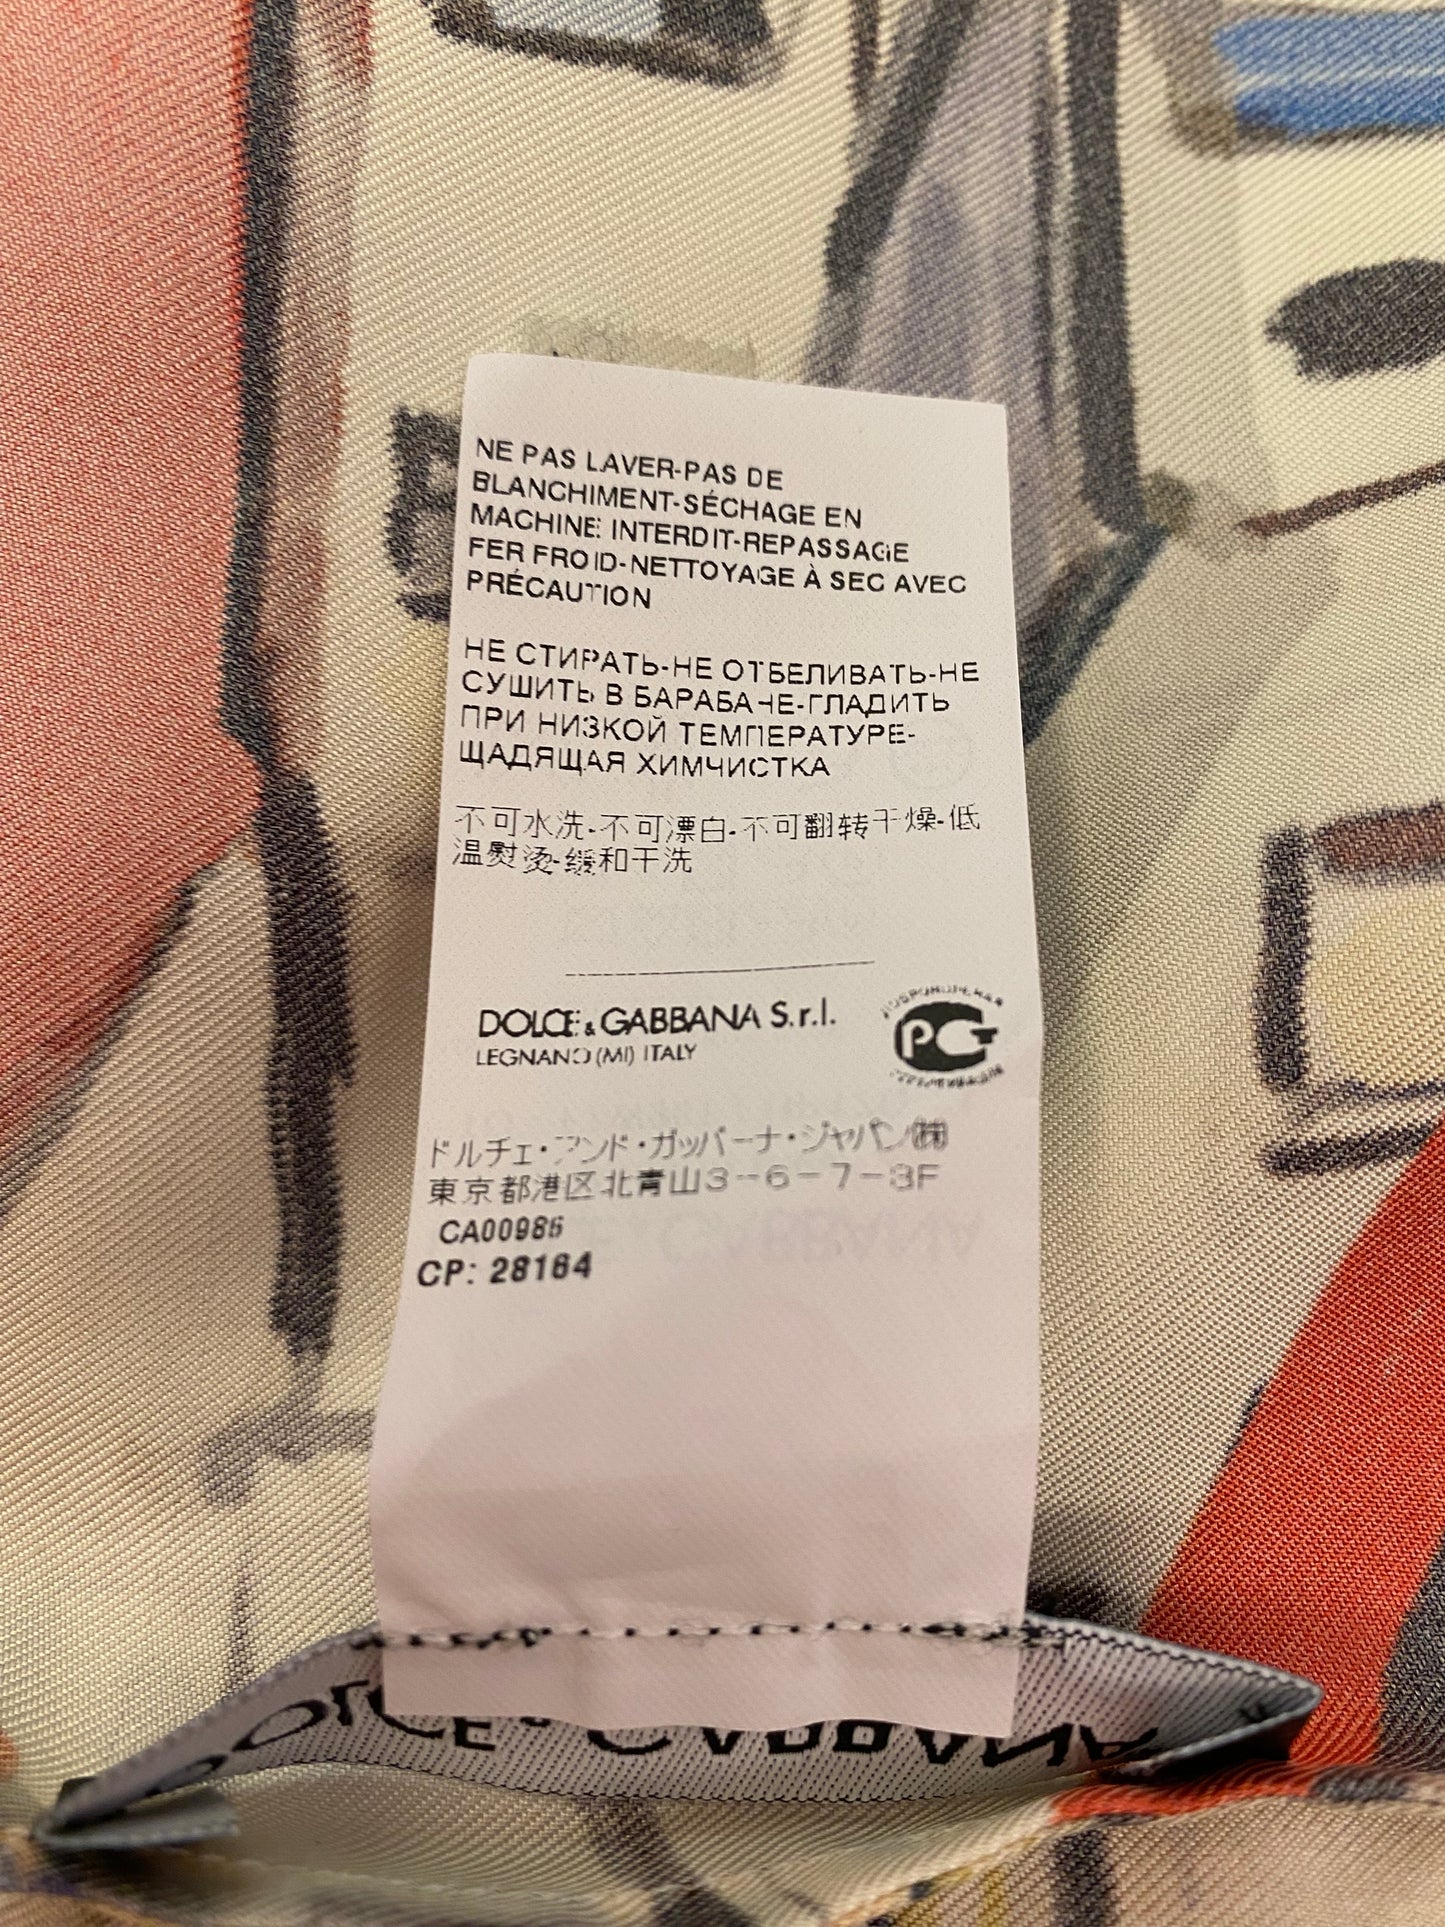 NE PAS LAVER-PAS DE
BLANCHIMENT-SÉCHAGE EN
MACHINE: INTERDIT-REPASSAGE
FER FROID-NETTOYAGE À SEC AVEC
PRÉCAUTION
НЕ СТИРАТЬ-НЕ ОТБЕЛИВАТЬ-НЕ
СУШИТЬ В БАРАБАНЕ-ГЛАДИТЬ
ПРИ НИЗКОЙ ТЕМПЕРАТУРЕ-
ЩАДЯЩАЯ ХИМЧИСТКА
不可水洗-不可漂白-不可翻转干燥-低
温熨烫-缓和干洗
DOLCE & GABBANA S.r.l.
LEGNANO (MI) ITALY
РСТ
ドルチェ・アンド・ガッバーナ・ジャパン㈱
東京都港区北青山3-6-7-3F
CA00986
CP: 28164
DOLCE & GABBANA